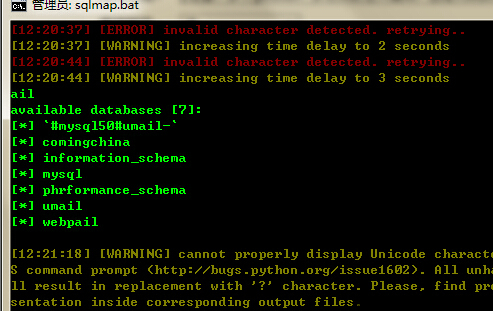 管理员: sqlmap.bat
[12:20:37] [ERROR] invalid character detected. retrying..
[12:20:37] [WARNING] increasing time delay to 2 seconds
[12:20:44] [ERROR] invalid character detected. retrying..
[12:20:44] [WARNING] increasing time delay to 3 seconds
ail
available databases [7]:
[*] `#mysql50#umail-`
[*] comingchina
[*] information_schema
[*] mysql
[*] phrformance_schema
[*] umail
[*] webpail
[12:21:18] [WARNING] cannot properly display Unicode characte
S command prompt (http://bugs.python.org/issue1602). All unha
ll result in replacement with '?' character. Please, find pro
sentation inside corresponding output files.